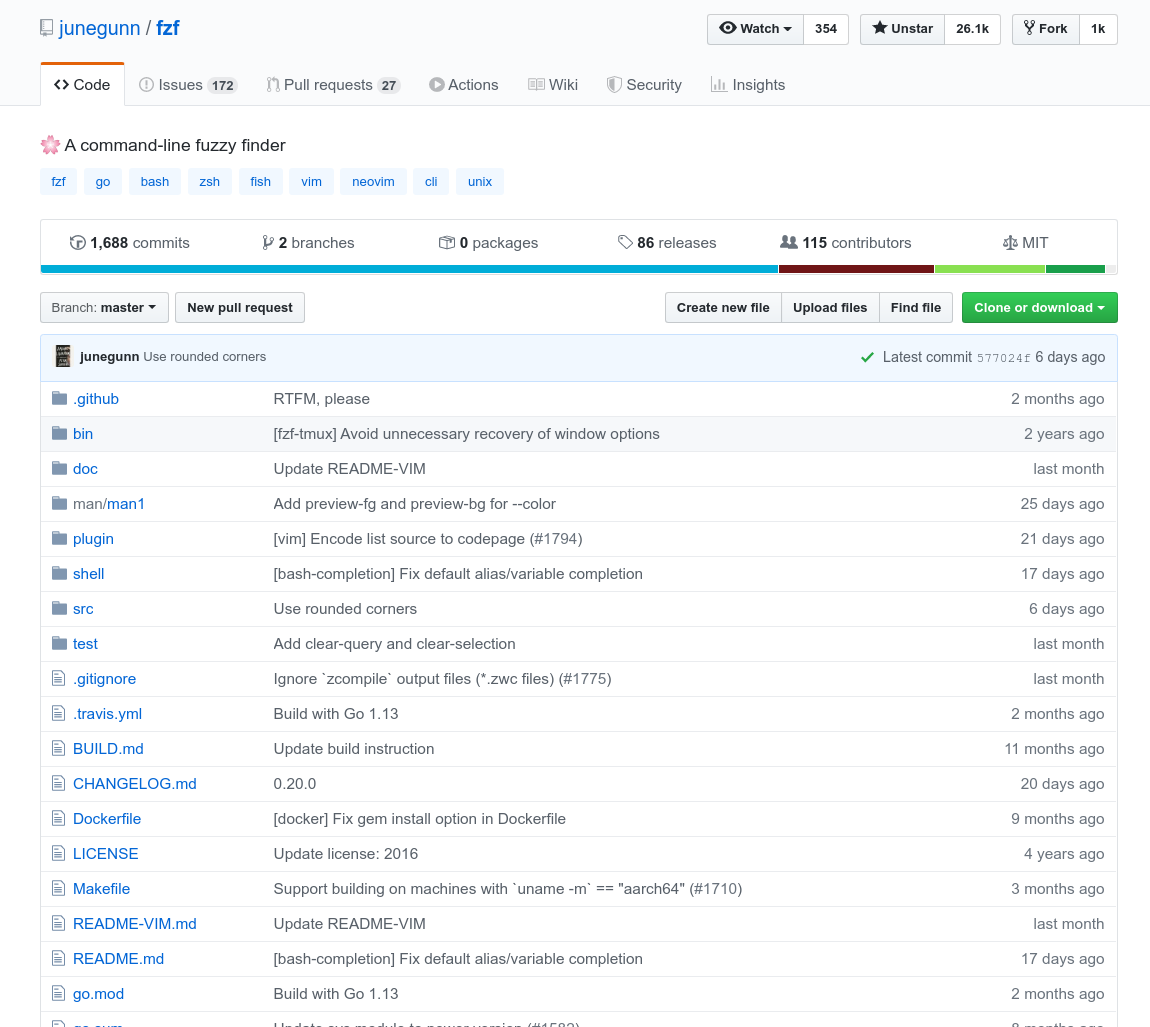 junegunn / fzf Watch 354 Unstar 26.1k Fork 1k
Code Issues 172 Pull requests 27 Actions Wiki Security Insights
🌸 A command-line fuzzy finder
fzf go bash zsh fish vim neovim cli unix
1,688 commits 2 branches 0 packages 86 releases 115 contributors MIT
Branch: master New pull request Create new file Upload files Find file Clone or download
junegunn Use rounded corners Latest commit 577024f 6 days ago
.github RTFM, please 2 months ago
bin [fzf-tmux] Avoid unnecessary recovery of window options 2 years ago
doc Update README-VIM last month
man/man1 Add preview-fg and preview-bg for --color 25 days ago
plugin [vim] Encode list source to codepage (#1794) 21 days ago
shell [bash-completion] Fix default alias/variable completion 17 days ago
src Use rounded corners 6 days ago
test Add clear-query and clear-selection last month
.gitignore Ignore `zcompile` output files (*.zwc files) (#1775) last month
.travis.yml Build with Go 1.13 2 months ago
BUILD.md Update build instruction 11 months ago
CHANGELOG.md 0.20.0 20 days ago
Dockerfile [docker] Fix gem install option in Dockerfile 9 months ago
LICENSE Update license: 2016 4 years ago
Makefile Support building on machines with `uname -m` == "aarch64" (#1710) 3 months ago
README-VIM.md Update README-VIM last month
README.md [bash-completion] Fix default alias/variable completion 17 days ago
go.mod Build with Go 1.13 2 months ago